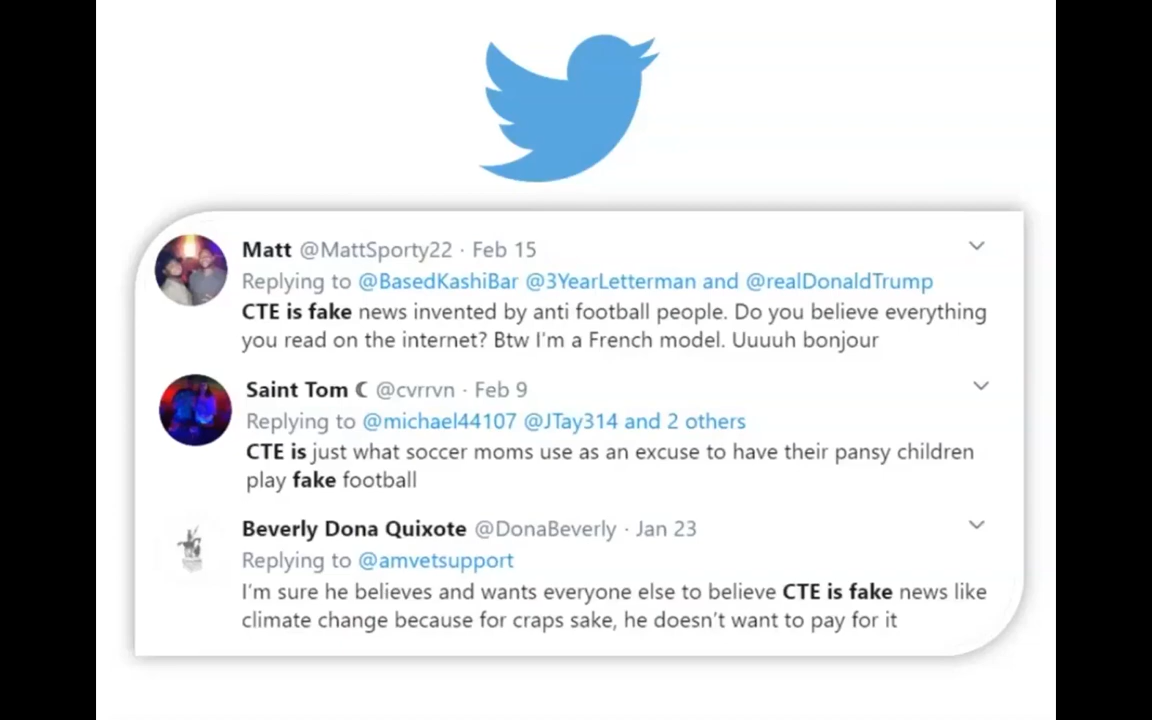 Matt @MattSporty22 · Feb 15
Replying to @BasedKashiBar @3YearLetterman and @realDonaldTrump
CTE is fake news invented by anti football people. Do you believe everything
you read on the internet? Btw I'm a French model. Uuuuh bonjour
Saint Tom ☾ @cvrrvn · Feb 9
Replying to @michael44107 @JTay314 and 2 others
CTE is just what soccer moms use as an excuse to have their pansy children
play fake football
Beverly Dona Quixote @DonaBeverly · Jan 23
Replying to @amvetsupport
I'm sure he believes and wants everyone else to believe CTE is fake news like
climate change because for craps sake, he doesn't want to pay for it